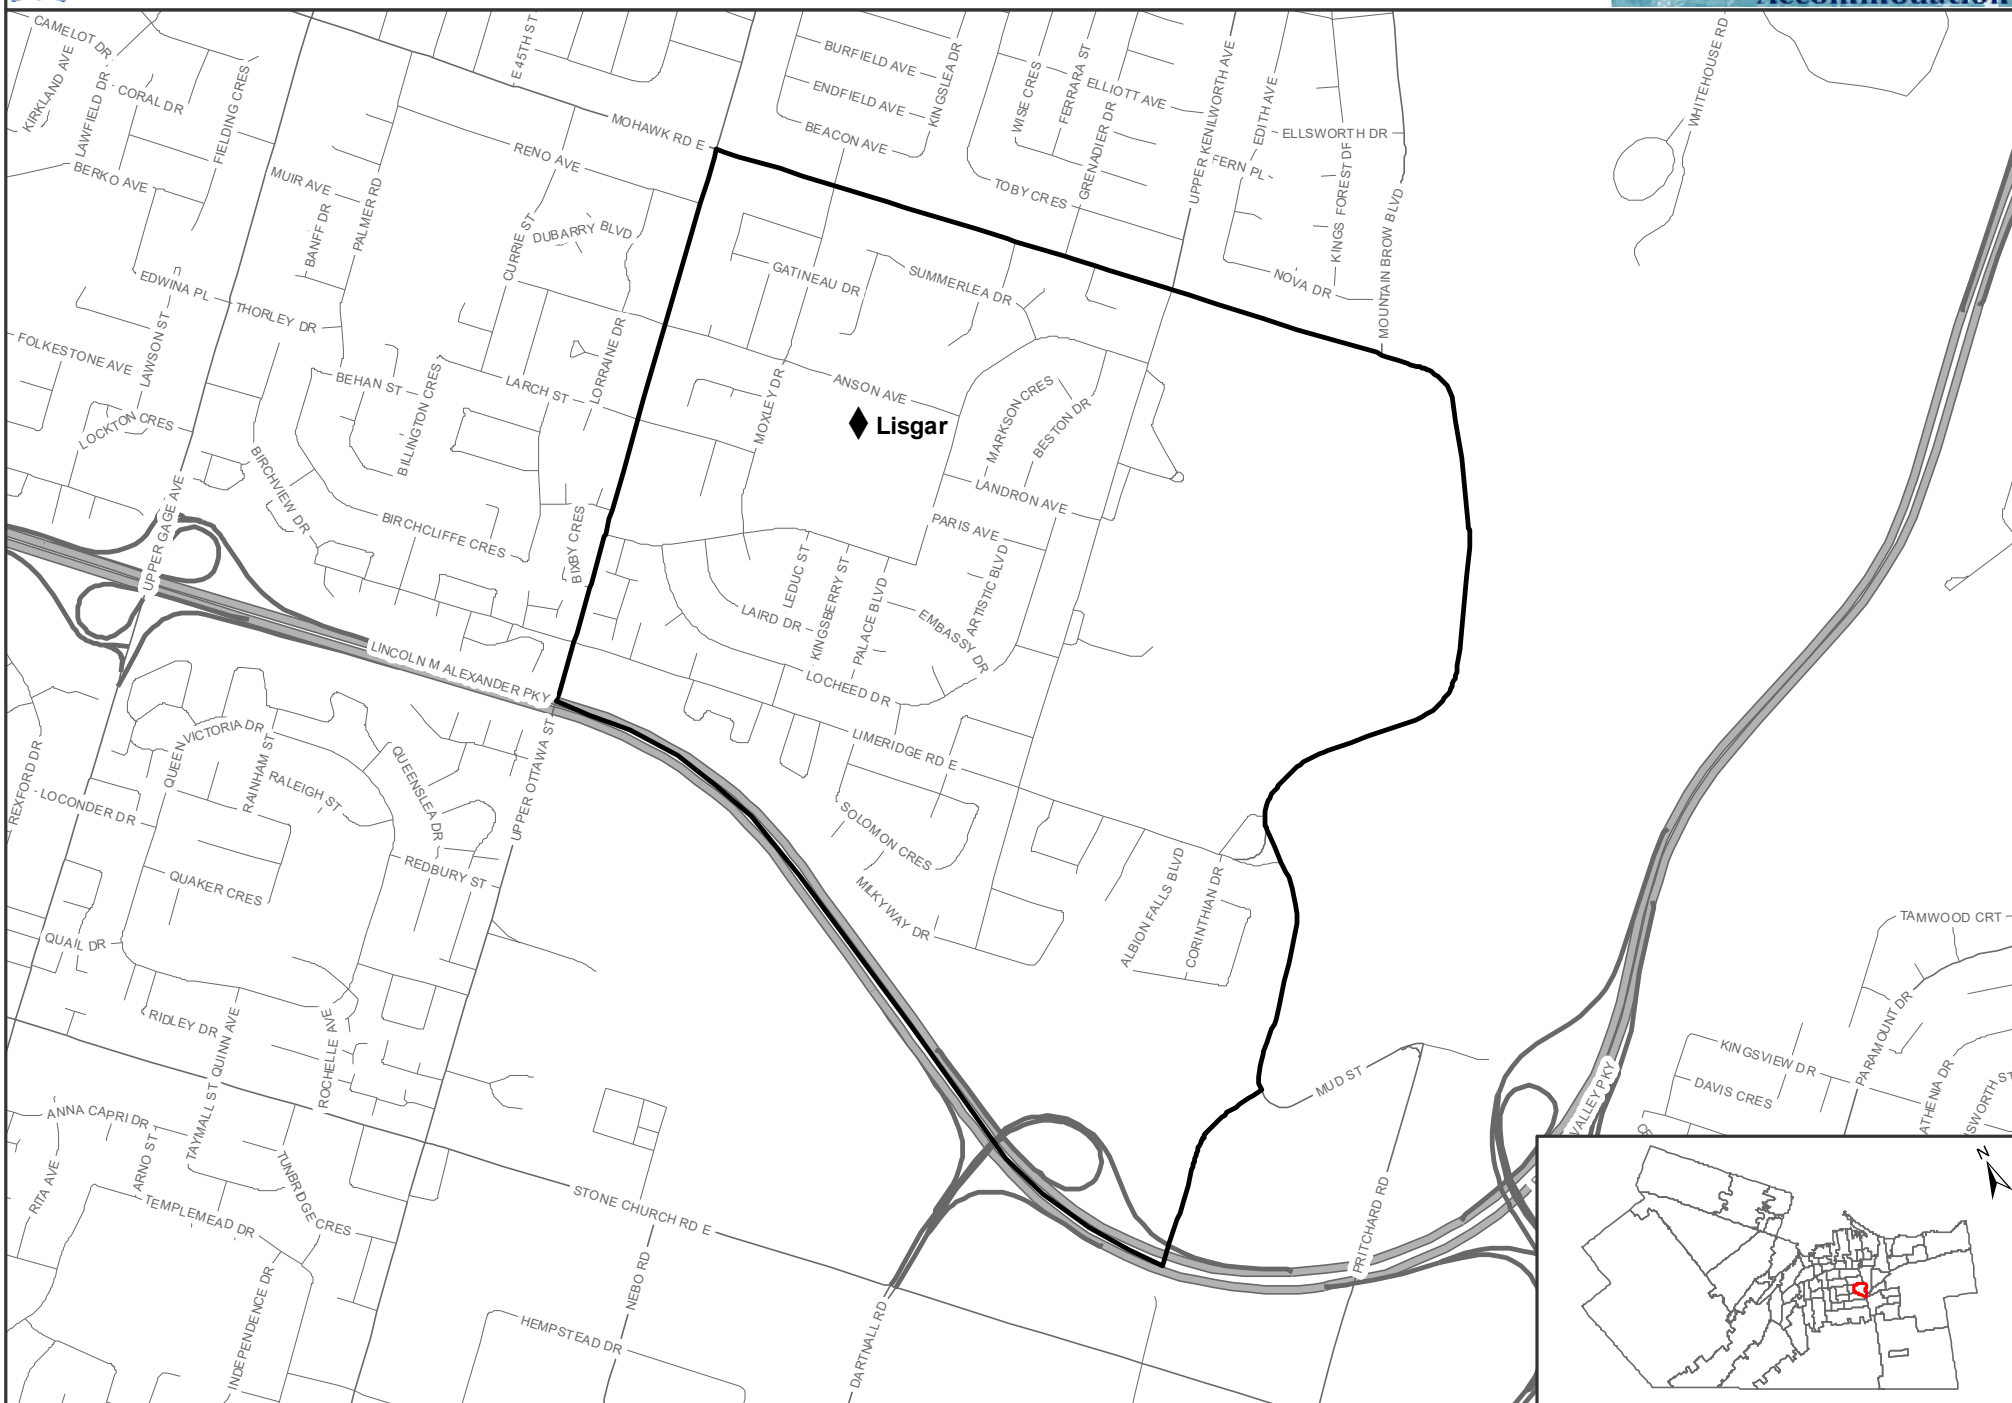 Accommodation
CAMELOT DR
KIRKLAND AVE
LAWFIELD DR
CORAL DR
FIELDING CRES
BERKO AVE
E 45TH ST
MOHAWK RD E
RENO AVE
MUIR AVE
BANFF DR
PALMER RD
CURRIE ST
DUBARRY BLVD
BURFIELD AVE
ENDFIELD AVE
BEACON AVE
KINGSLEA DR
WISE CRES
FERRARA ST
ELLIOTT AVE
GRENADIER DR
TOBY CRES
UPPER KENILWORTH AVE
EDITH AVE
FERN PL
ELLSWORTH DR
KINGS FOREST DR
NOVA DR
MOUNTAIN BROW BLVD
WHITEHOUSE RD
EDWINA PL
THORLEY DR
LAWSON ST
FOLKESTONE AVE
LOCKTON CRES
BEHAN ST
BILLINGTON CRES
LARCH ST
LORRAINE DR
GATINEAU DR
SUMMERLEA DR
ANSON AVE
MOXLEY DR
Lisgar
MARKSON CRES
BESTON DR
LANDRON AVE
PARIS AVE
ARTISTIC BLVD
BIRCHVIEW DR
BIRCHCLIFFE CRES
BIXBY CRES
UPPER GAGE AVE
LEDUC ST
KINGSBERRY ST
PALACE BLVD
LAIRD DR
EMBASSY DR
LOCHEED DR
LIMERIDGE RD E
LINCOLN M ALEXANDER PKY
UPPER OTTAWA ST
REXFORD DR
QUEEN VICTORIA DR
RAINHAM ST
RALEIGH ST
QUEENSLEA DR
LOCONDER DR
REDBURY ST
QUAKER CRES
QUAIL DR
RIDLEY DR
SOLOMON CRES
MILKYWAY DR
ALBION FALLS BLVD
CORINTHIAN DR
TAMWOOD CRT
PARAMOUNT DR
KINGSVIEW DR
DAVIS CRES
ATHENIA DR
ISWORTH ST
VALLEY PKY
MUD ST
PRITCHARD RD
QUINN AVE
TAYMALL ST
ROCHELLE AVE
ANNA CAPRI DR
ARNO ST
RITA AVE
TUNBRIDGE CRES
TEMPLEMEAD DR
INDEPENDENCE DR
STONE CHURCH RD E
NEBO RD
HEMPSTEAD DR
DARTNALL RD
N